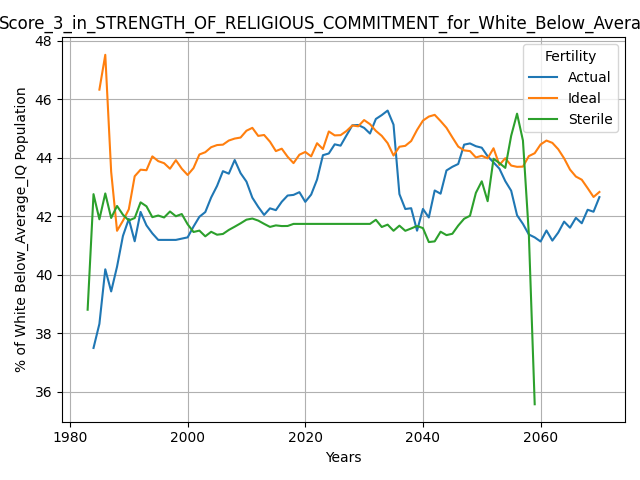 Score_3_in_STRENGTH_OF_RELIGIOUS_COMMITMENT_for_White_Below_Avera
48
46
44
42
40
38
36
% of White Below_Average_IQ Population
Fertility
Actual
Ideal
Sterile
1980
2000
2020
2040
2060
Years